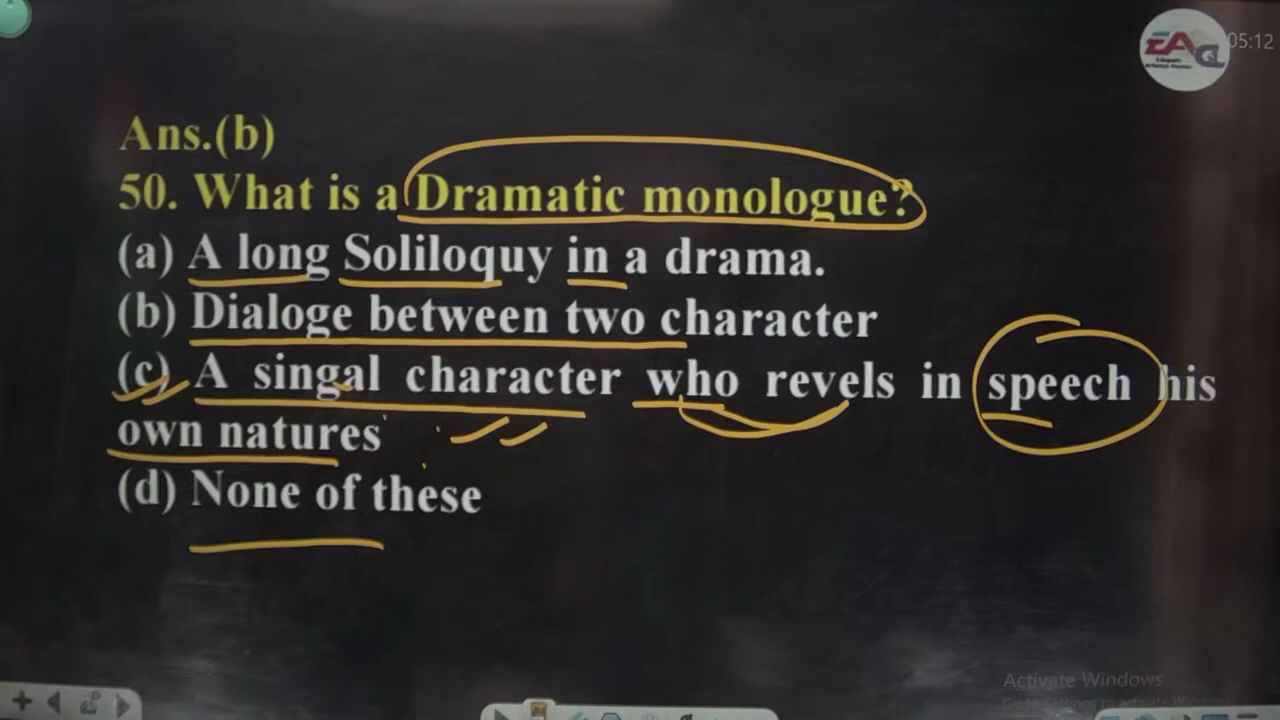 05:12
EAC
Ans.(b)
50. What is a Dramatic monologue?
(a) A long Soliloquy in a drama.
(b) Dialoge between two character
(c) A singal character who revels in speech his
own natures
(d) None of these
Activate Windows